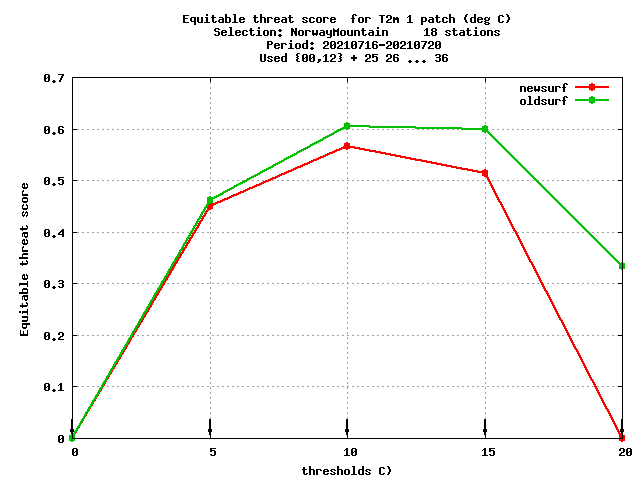 Equitable threat score  for T2m 1 patch (deg C)
Selection: NorwayMountain     18 stations
Period: 20210716-20210720
Used {00,12} + 25 26 ... 36
newsurf
oldsurf
0.7
0.6
0.5
0.4
0.3
0.2
0.1
0
Equitable threat score
0 5 10 15 20
thresholds C)